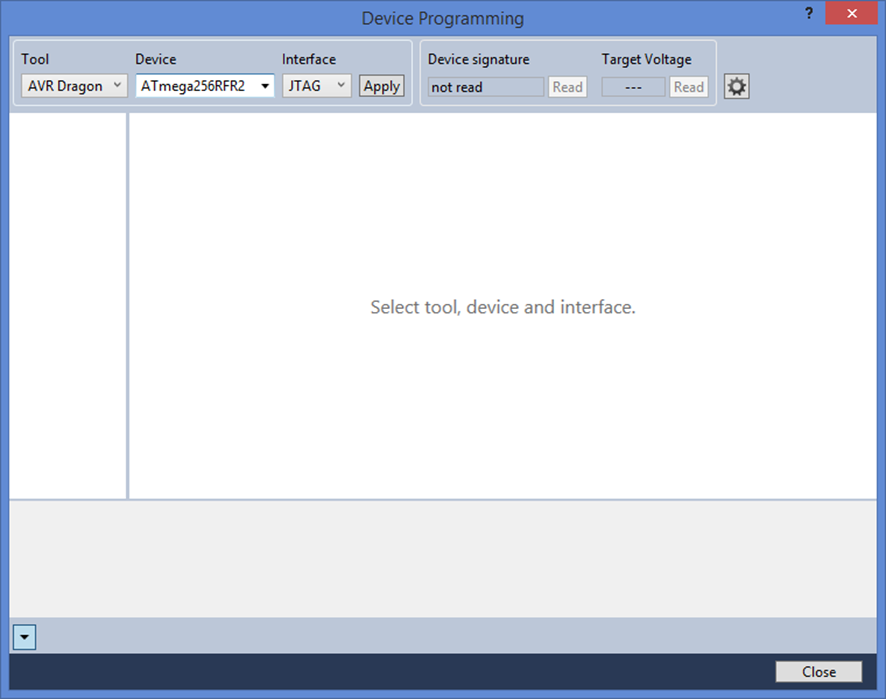 Device Programming
?
Tool Device Interface Device signature Target Voltage
AVR Dragon ATmega256RFR2 JTAG Apply not read Read --- Read
Select tool, device and interface.
Close